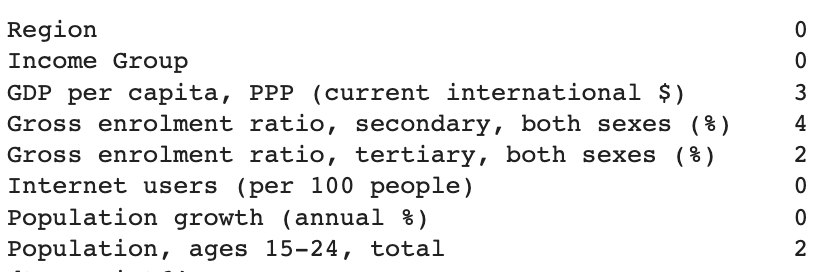 Region 0
Income Group 0
GDP per capita, PPP (current international $) 3
Gross enrolment ratio, secondary, both sexes (%) 4
Gross enrolment ratio, tertiary, both sexes (%) 2
Internet users (per 100 people) 0
Population growth (annual %) 0
Population, ages 15-24, total 2